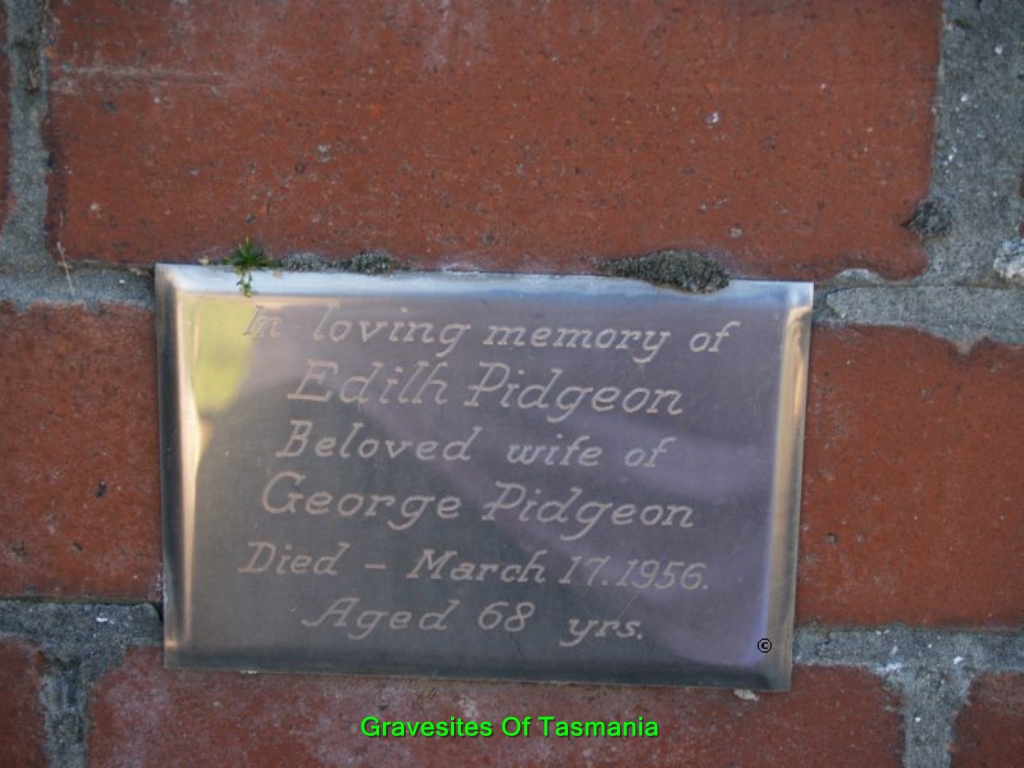 In loving memory of
Edith Pidgeon
Beloved wife of
George Pidgeon
Died - March 17.1956.
Aged 68 yrs.
©
Gravesites Of Tasmania